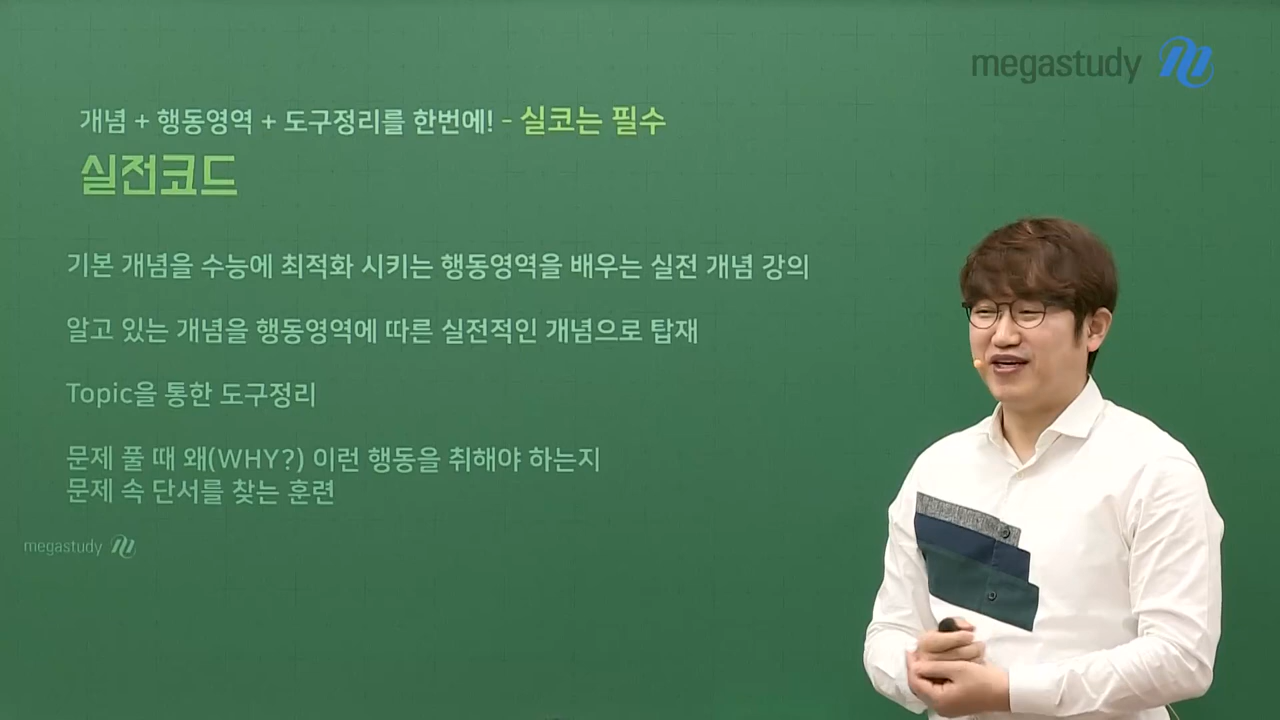 megastudy
개념 + 행동영역 + 도구정리를 한번에! - 실코는 필수
실전코드
기본 개념을 수능에 최적화 시키는 행동영역을 배우는 실전 개념 강의
알고 있는 개념을 행동영역에 따른 실전적인 개념으로 탑재
Topic을 통한 도구정리
문제 풀 때 왜(WHY?) 이런 행동을 취해야 하는지
문제 속 단서를 찾는 훈련
megastudy